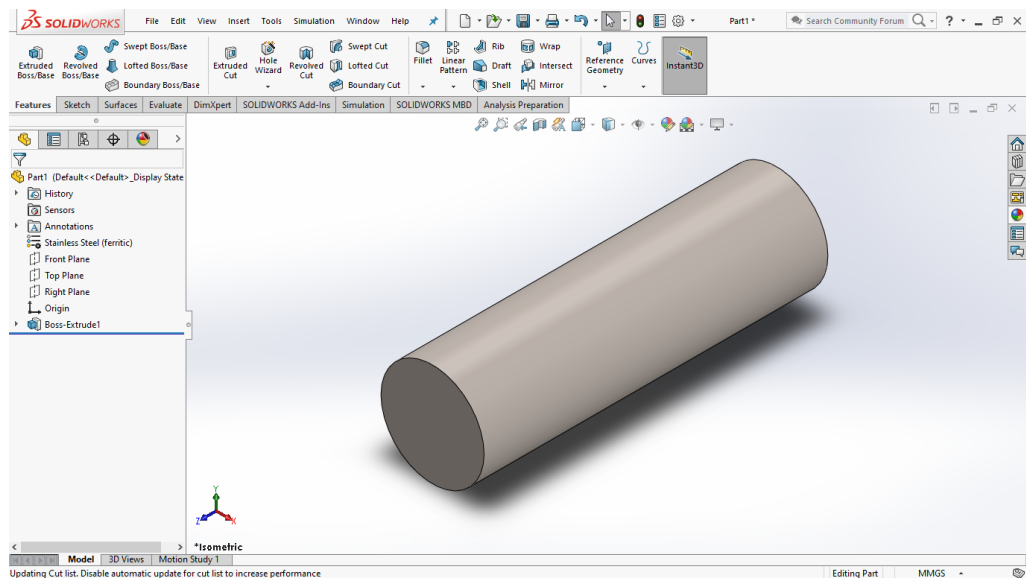 SOLIDWORKS File Edit View Insert Tools Simulation Window Help Part1 * Search Community Forum ?
Extruded Boss/Base
Revolved Boss/Base
Swept Boss/Base
Lofted Boss/Base
Boundary Boss/Base
Extruded Cut
Hole Wizard
Revolved Cut
Swept Cut
Lofted Cut
Boundary Cut
Fillet
Linear Pattern
Rib
Draft
Shell
Wrap
Intersect
Mirror
Reference Geometry
Curves
Instant3D
Features Sketch Surfaces Evaluate DimXpert SOLIDWORKS Add-Ins Simulation SOLIDWORKS MBD Analysis Preparation
Part1 (Default<<Default>_Display State
History
Sensors
Annotations
Stainless Steel (ferritic)
Front Plane
Top Plane
Right Plane
Origin
Boss-Extrude1
Y
Z
X
*Isometric
Model 3D Views Motion Study 1
Updating Cut list. Disable automatic update for cut list to increase performance Editing Part MMGS